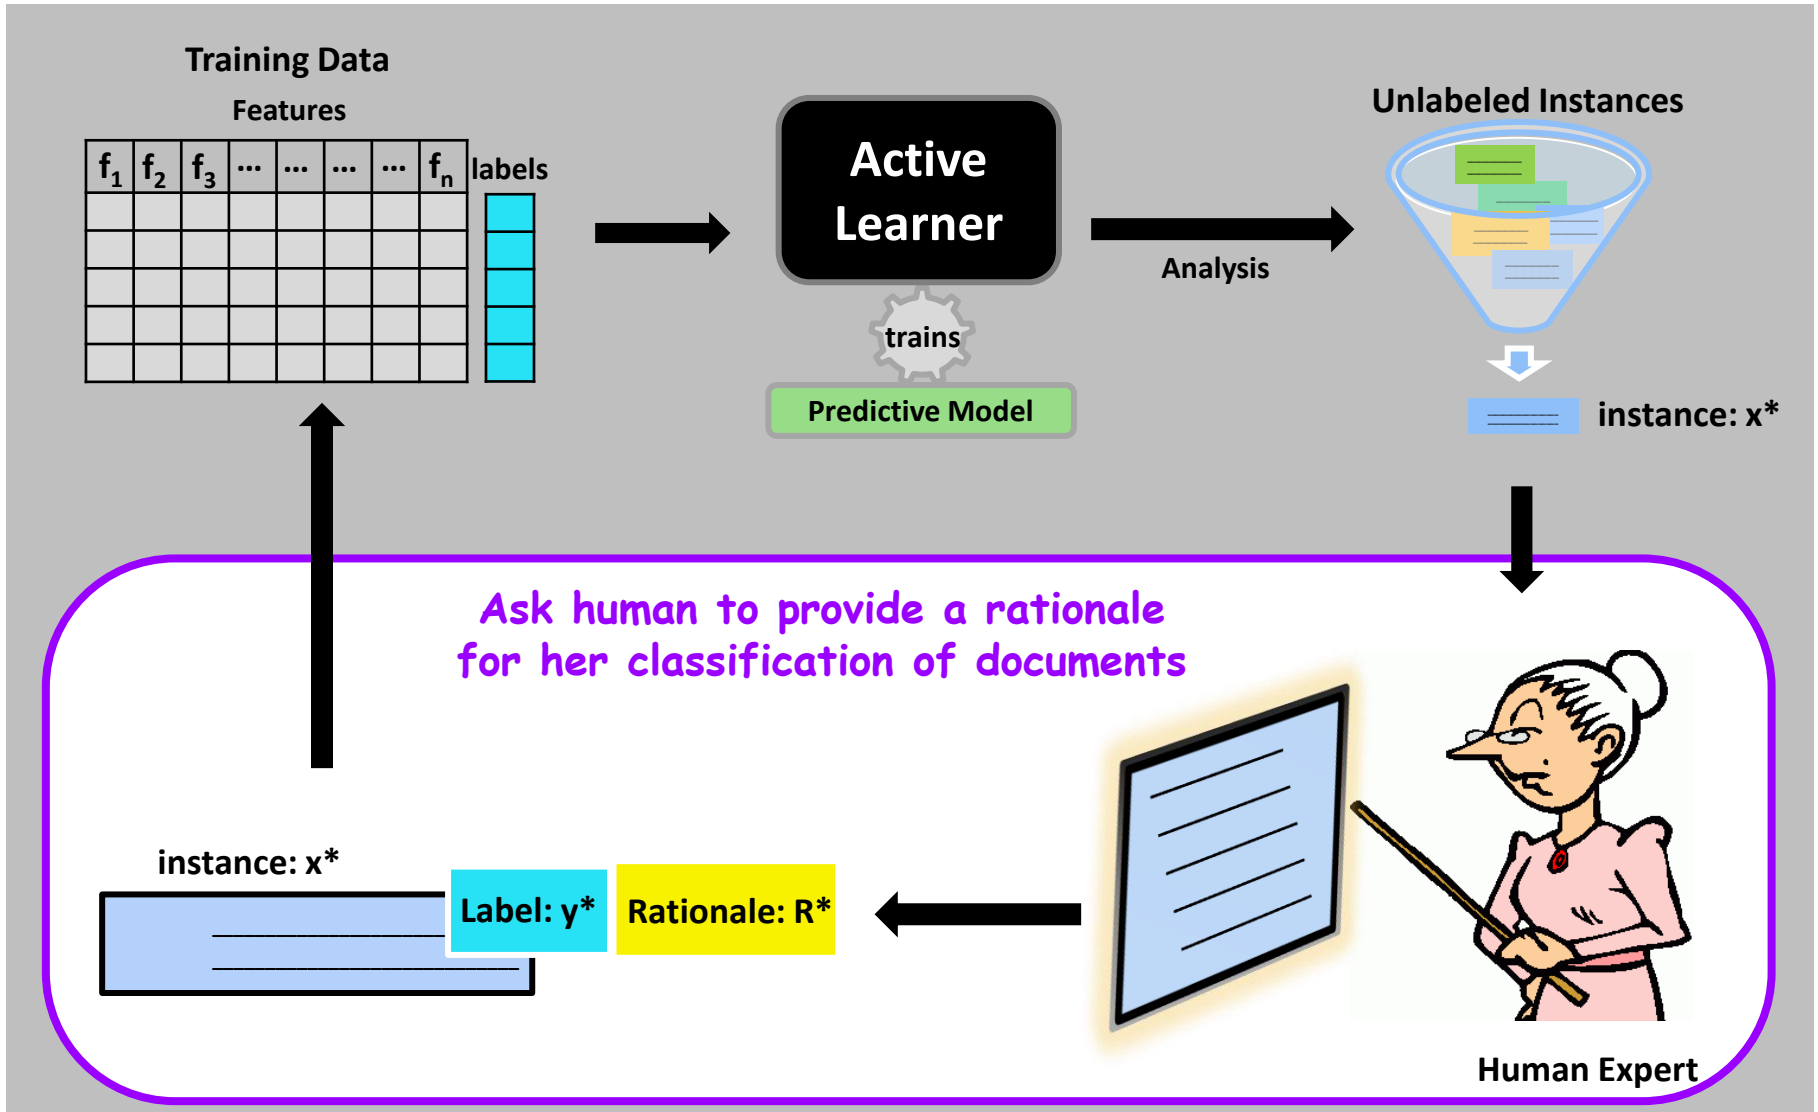 Training Data
Features
f1 f2 f3 ... ... ... ... fn labels
Active
Learner
trains
Predictive Model
Analysis
Unlabeled Instances
instance: x*
Ask human to provide a rationale
for her classification of documents
instance: x*
Label: y* Rationale: R*
Human Expert